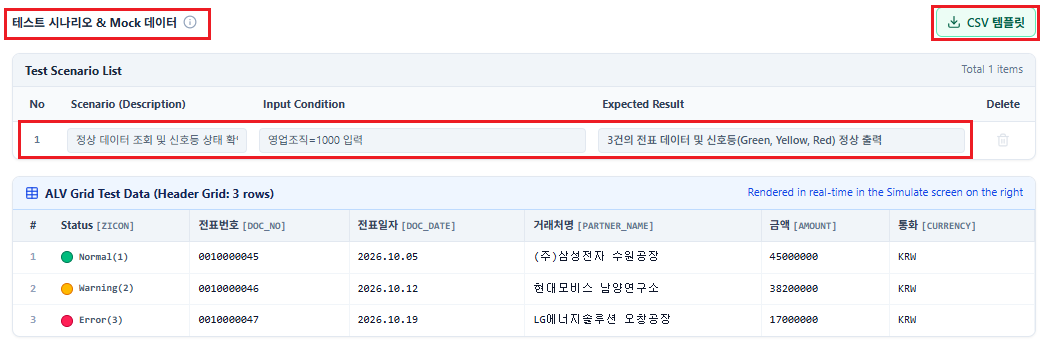 테스트 시나리오 & Mock 데이터
CSV 템플릿
Test Scenario List
Total 1 items
No Scenario (Description) Input Condition Expected Result Delete
1 정상 데이터 조회 및 신호등 상태 확 영업조직=1000 입력 3건의 전표 데이터 및 신호등(Green, Yellow, Red) 정상 출력
ALV Grid Test Data (Header Grid: 3 rows)
Rendered in real-time in the Simulate screen on the right
# Status [ZICON] 전표번호 [DOC_NO] 전표일자 [DOC_DATE] 거래처명 [PARTNER_NAME] 금액 [AMOUNT] 통화 [CURRENCY]
1 Normal(1) 0010000045 2026.10.05 (주)삼성전자 수원공장 45000000 KRW
2 Warning(2) 0010000046 2026.10.12 현대모비스 남양연구소 38200000 KRW
3 Error(3) 0010000047 2026.10.19 LG에너지솔루션 오창공장 17000000 KRW